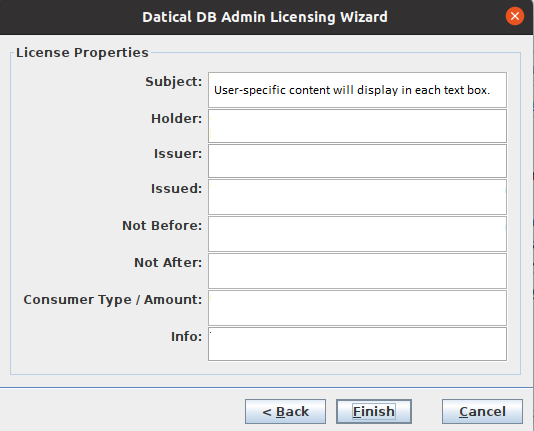 Datical DB Admin Licensing Wizard
License Properties
Subject: User-specific content will display in each text box.
Holder:
Issuer:
Issued:
Not Before:
Not After:
Consumer Type / Amount:
Info:
< Back Finish Cancel